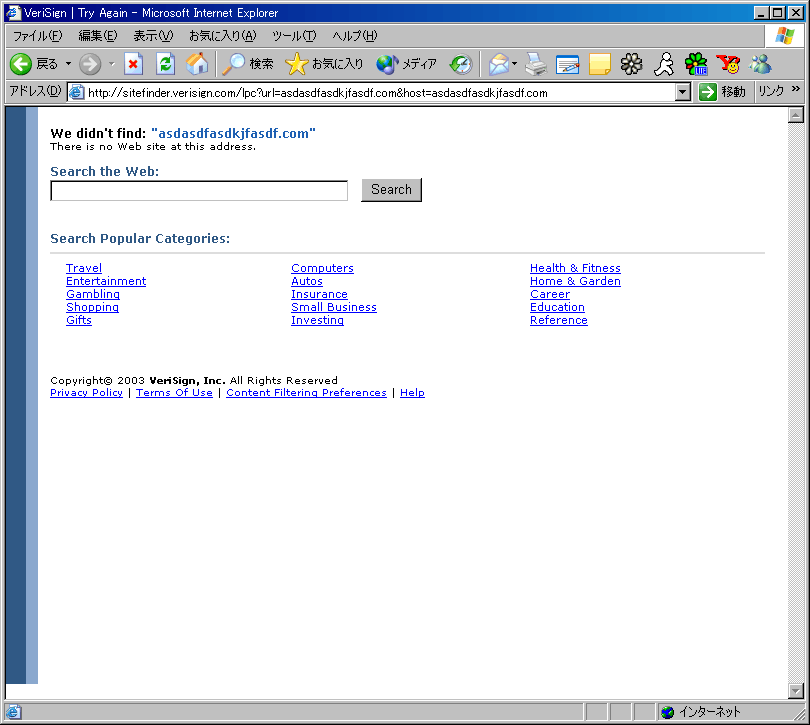 VeriSign | Try Again - Microsoft Internet Explorer
ファイル(F) 編集(E) 表示(V) お気に入り(A) ツール(T) ヘルプ(H)
戻る 検索 お気に入り メディア
アドレス(D) http://sitefinder.verisign.com/lpc?url=asdasdfasdkjfasdf.com&host=asdasdfasdkjfasdf.com 移動 リンク »
We didn't find: "asdasdfasdkjfasdf.com"
There is no Web site at this address.
Search the Web:
Search
Search Popular Categories:
Travel Computers Health & Fitness
Entertainment Autos Home & Garden
Gambling Insurance Career
Shopping Small Business Education
Gifts Investing Reference
Copyright© 2003 VeriSign, Inc. All Rights Reserved
Privacy Policy | Terms Of Use | Content Filtering Preferences | Help
インターネット